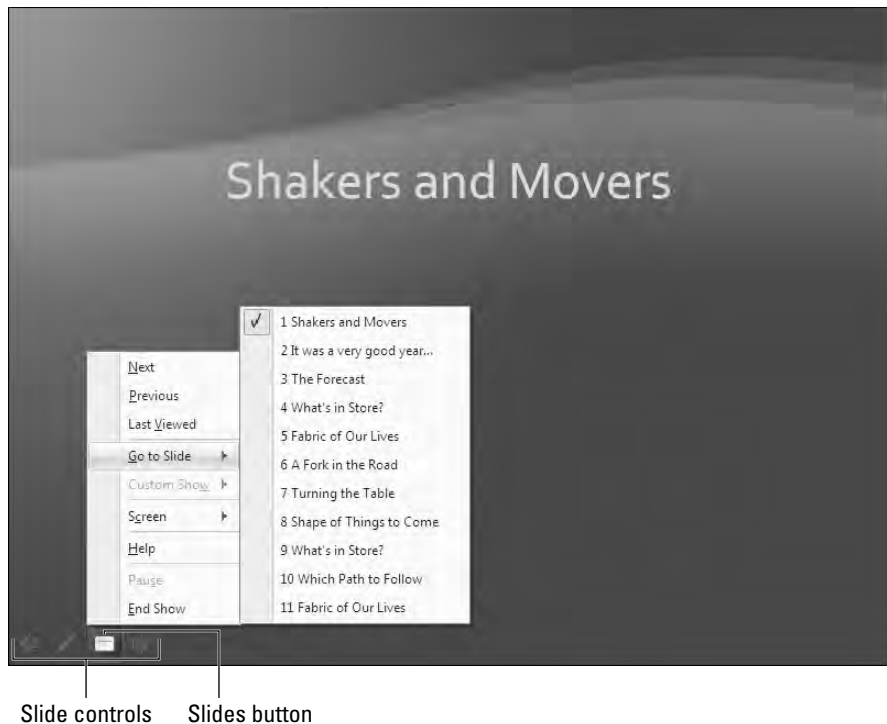 Shakers and Movers
Next
Previous
Last Viewed
Go to Slide
Custom Show
Screen
Help
Pause
End Show
1 Shakers and Movers
2 It was a very good year...
3 The Forecast
4 What's in Store?
5 Fabric of Our Lives
6 A Fork in the Road
7 Turning the Table
8 Shape of Things to Come
9 What's in Store?
10 Which Path to Follow
11 Fabric of Our Lives
Slide controls
Slides button